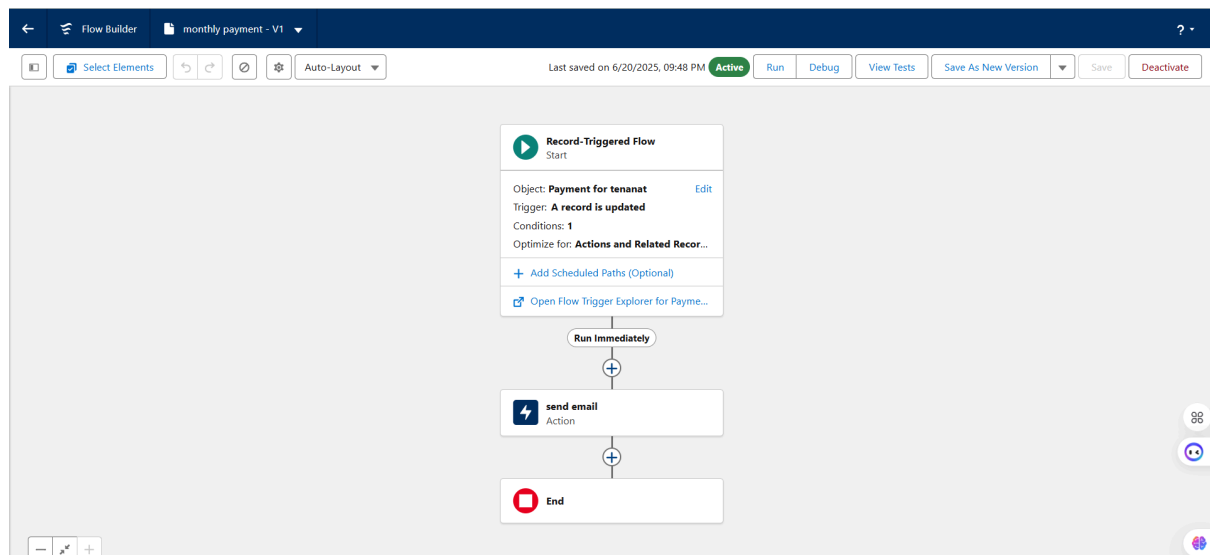 Flow Builder
monthly payment - V1
?
Select Elements
Auto-Layout
Last saved on 6/20/2025, 09:48 PM
Active
Run
Debug
View Tests
Save As New Version
Save
Deactivate
Record-Triggered Flow
Start
Object: Payment for tenanat
Edit
Trigger: A record is updated
Conditions: 1
Optimize for: Actions and Related Recor...
+ Add Scheduled Paths (Optional)
Open Flow Trigger Explorer for Payme...
Run Immediately
send email
Action
End